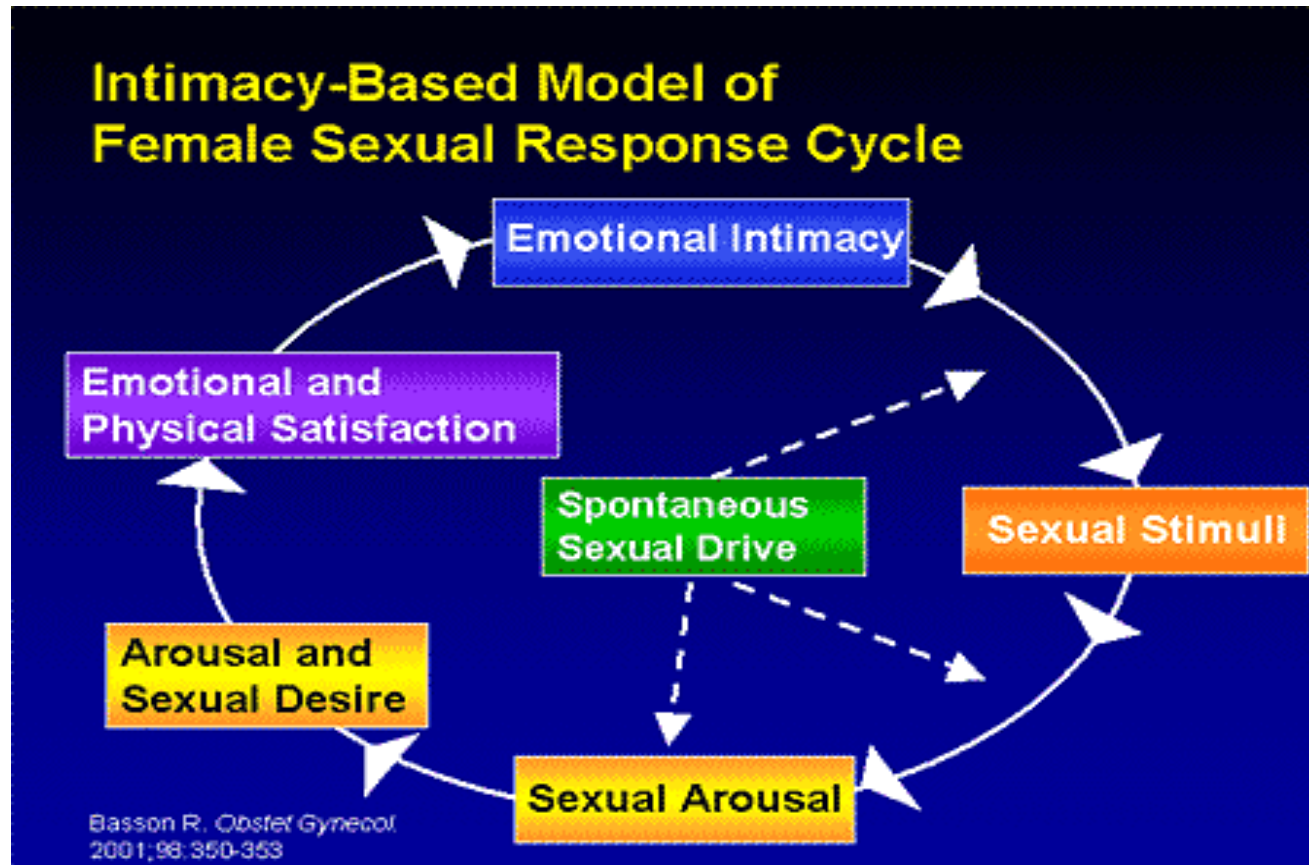 Intimacy-Based Model of
Female Sexual Response Cycle
Emotional Intimacy
Emotional and
Physical Satisfaction
Spontaneous
Sexual Drive
Sexual Stimuli
Arousal and
Sexual Desire
Sexual Arousal
Basson R. Obstet Gynecol.
2001;98:350-353